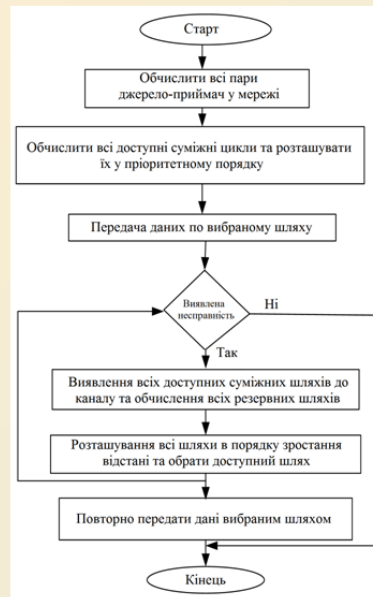 Старт
Обчислити всі пари
джерело-приймач у мережі
Обчислити всі доступні суміжні цикли та розташувати
їх у пріоритетному порядку
Передача даних по вибраному шляху
Виявлена
несправність
Ні
Так
Виявлення всіх доступних суміжних шляхів до
каналу та обчислення всіх резервних шляхів
Розташування всі шляхи в порядку зростання
відстані та обрати доступний шлях
Повторно передати дані вибраним шляхом
Кінець